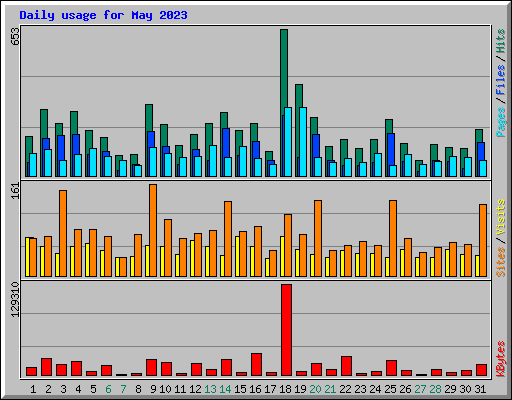 Daily usage for May 2023
653
Pages / Files / Hits
161
Sites / Visits
129310
KBytes
1 2 3 4 5 6 7 8 9 10 11 12 13 14 15 16 17 18 19 20 21 22 23 24 25 26 27 28 29 30 31